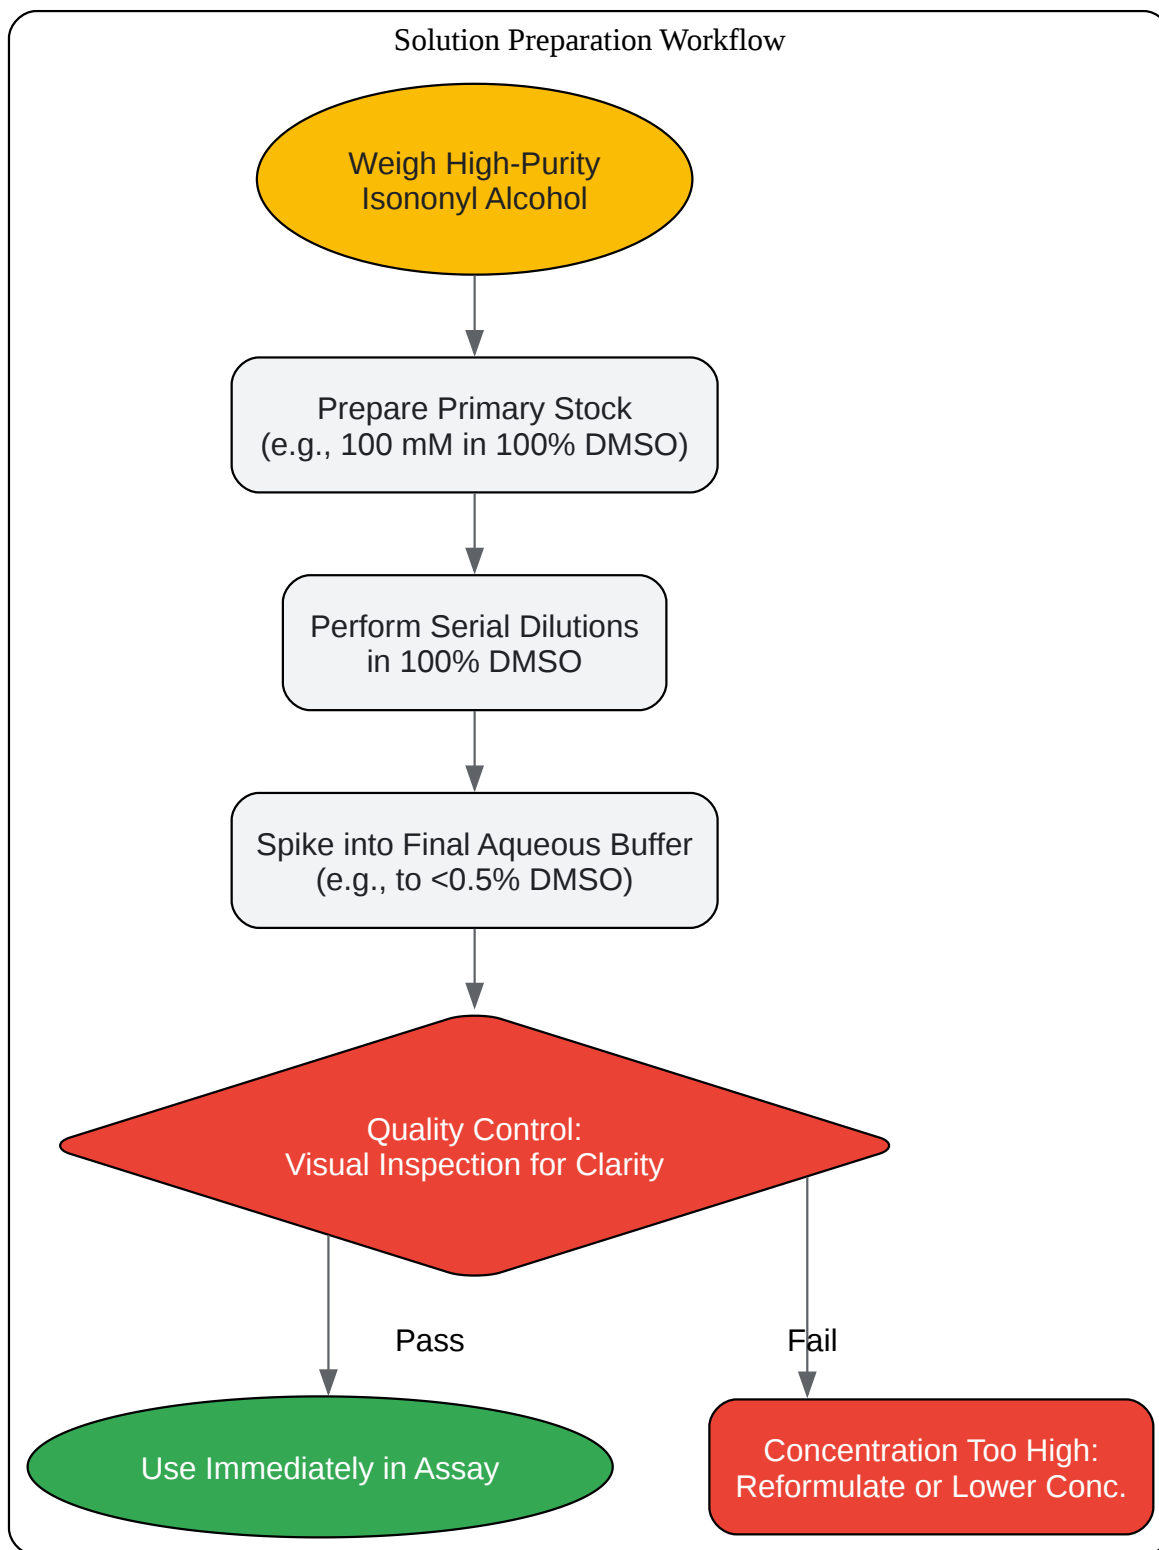 Solution Preparation Workflow
Weigh High-Purity
Isononyl Alcohol
Prepare Primary Stock
(e.g., 100 mM in 100% DMSO)
Perform Serial Dilutions
in 100% DMSO
Spike into Final Aqueous Buffer
(e.g., to <0.5% DMSO)
Quality Control:
Visual Inspection for Clarity
Pass
Fail
Use Immediately in Assay
Concentration Too High:
Reformulate or Lower Conc.